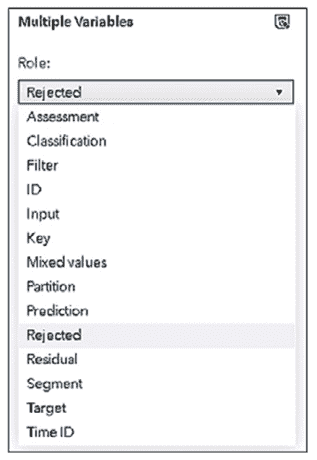 Multiple Variables
Role:
Rejected
Assessment
Classification
Filter
ID
Input
Key
Mixed values
Partition
Prediction
Rejected
Residual
Segment
Target
Time ID